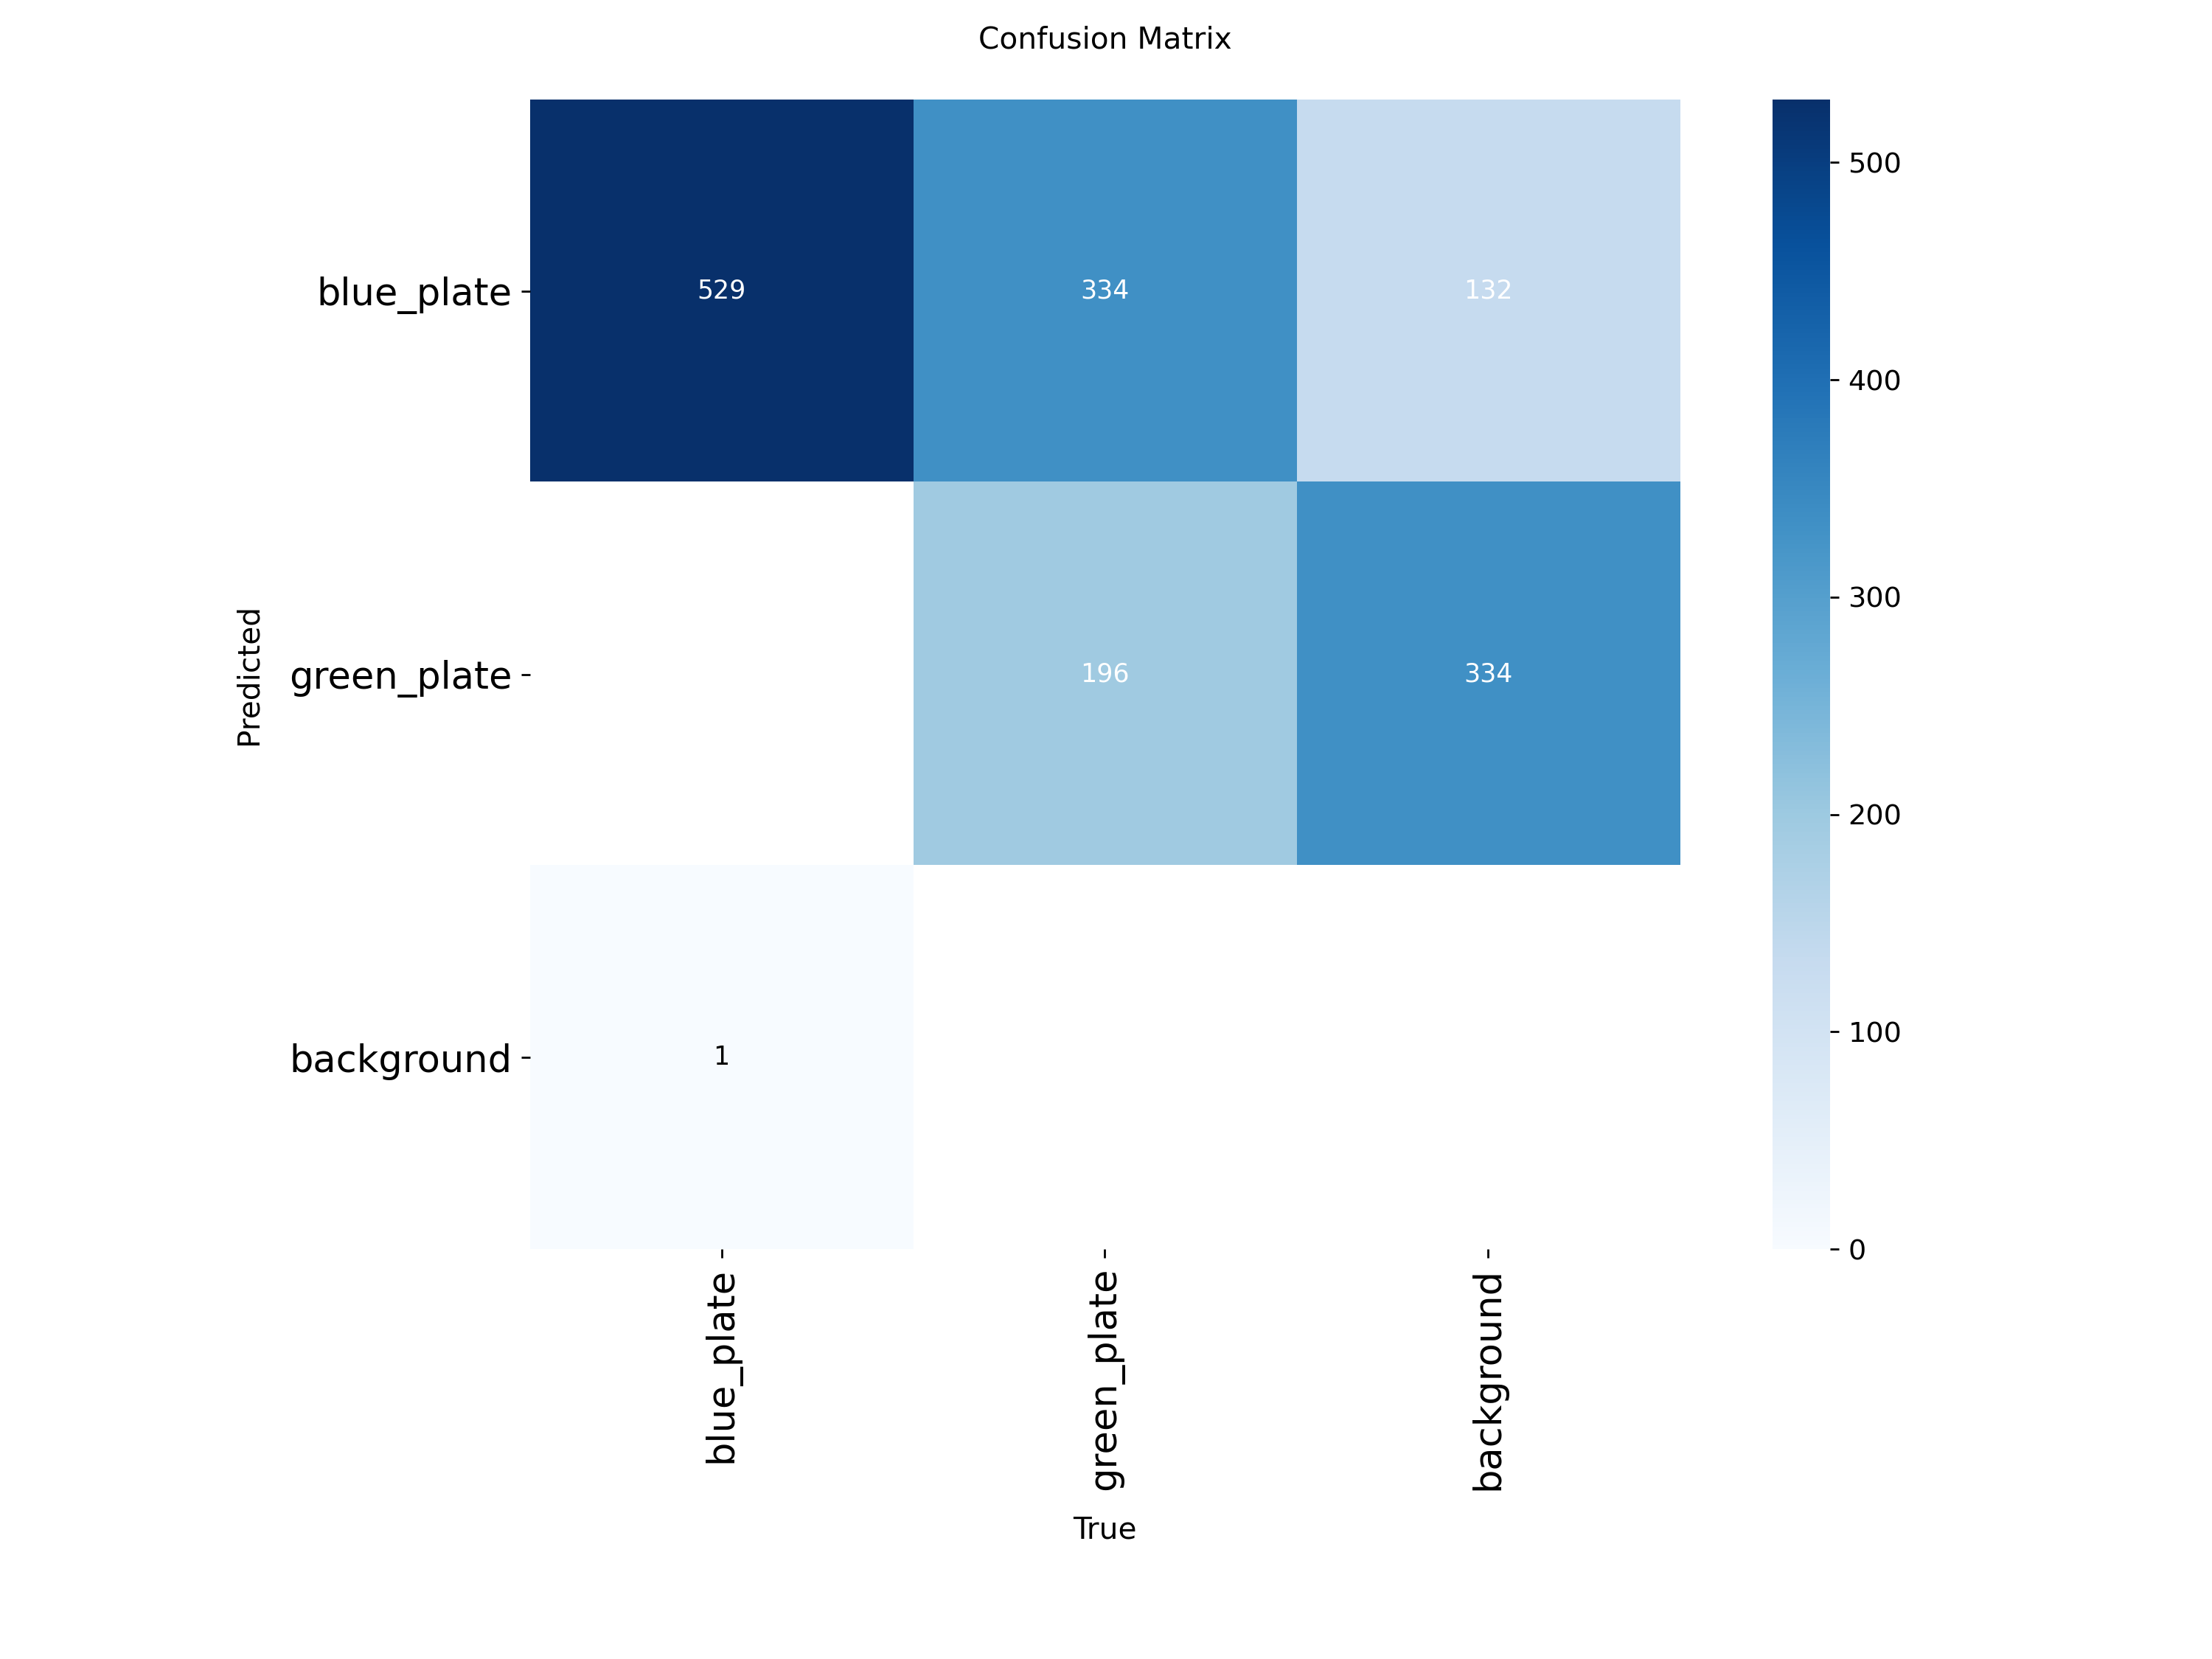 Confusion Matrix
blue_plate 529 334 132
green_plate 196 334
background 1
Predicted
blue_plate green_plate background
True
500
400
300
200
100
0